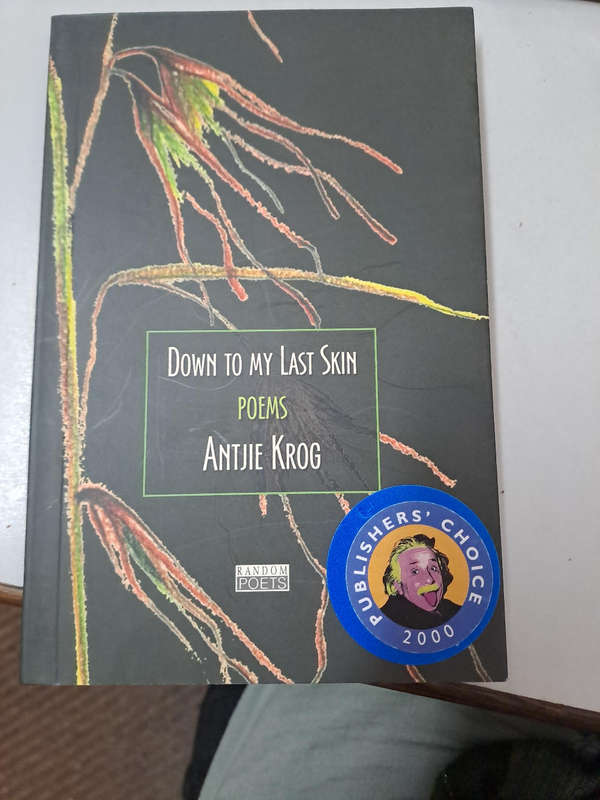 DOWN TO MY LAST SKIN
POEMS
ANTJIE KROG
RANDOM
POETS
PUBLISHERS' CHOICE
2000